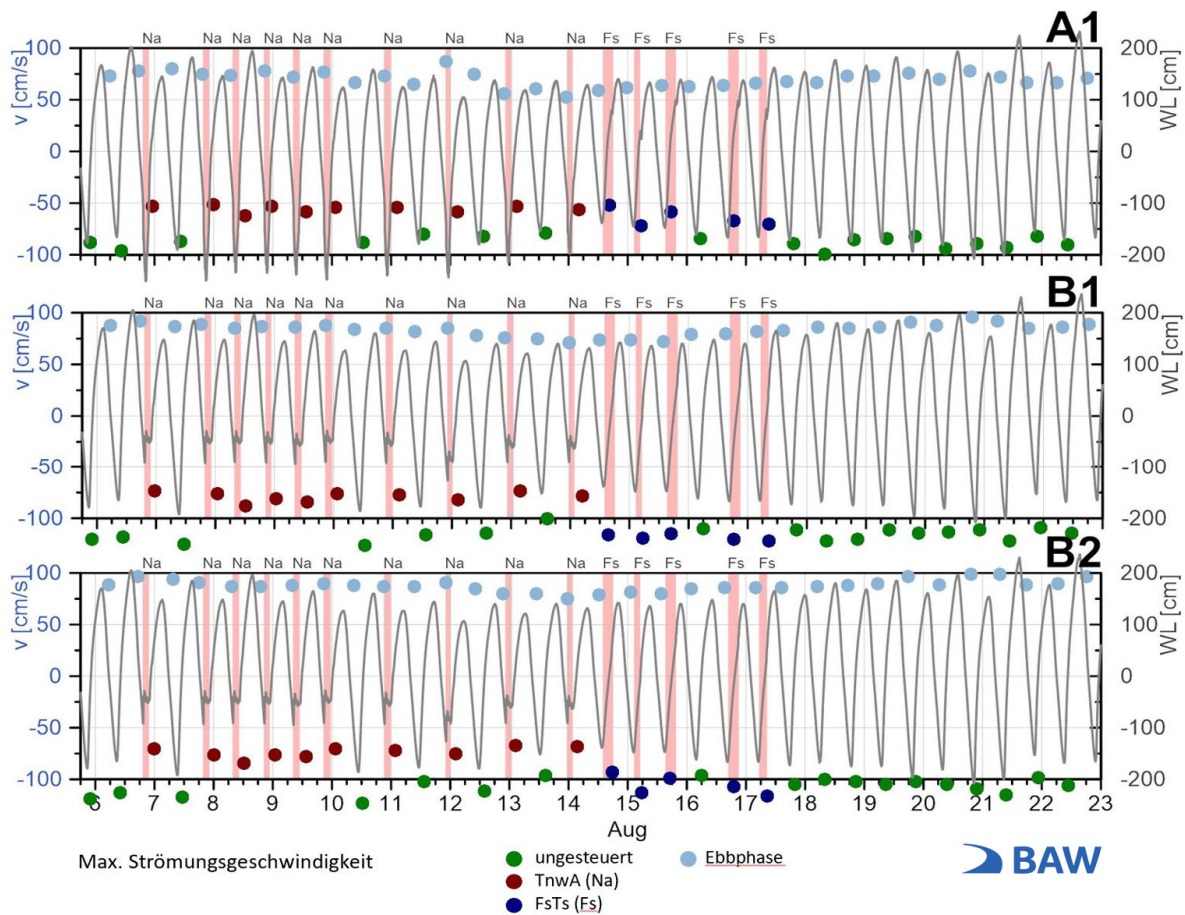 A1
Na Na Na Na Na Na Na Na Na Na Fs Fs Fs Fs Fs
v [cm/s]
100
50
0
-50
-100
WL [cm]
200
100
0
-100
-200
B1
Na Na Na Na Na Na Na Na Na Na Fs Fs Fs Fs Fs
v [cm/s]
100
50
0
-50
-100
WL [cm]
200
100
0
-100
-200
B2
Na Na Na Na Na Na Na Na Na Na Fs Fs Fs Fs Fs
v [cm/s]
100
50
0
-50
-100
WL [cm]
200
100
0
-100
-200
6 7 8 9 10 11 12 13 14 15 16 17 18 19 20 21 22 23
Aug
Max. Strömungsgeschwindigkeit
ungesteuert
TnwA (Na)
FsTs (Fs)
Ebbphase
BAW